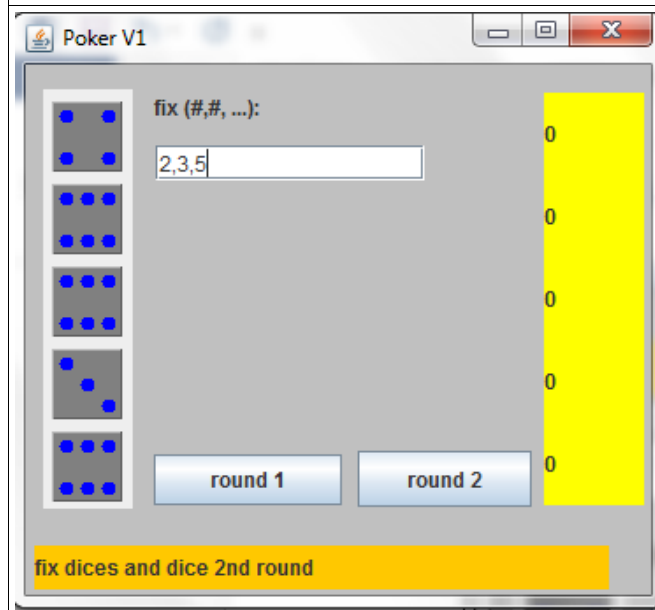 Poker V1
fix (#,#, ...):
2,3,5
0
0
0
0
0
round 1 round 2
fix dices and dice 2nd round